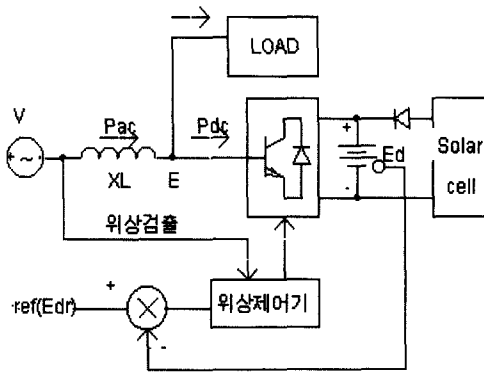 LOAD
V
Pac
Pdc
+ ~ -
XL
E
+
Ed
-
Solar
cell
위상검출
ref(Edr)
+
-
위상제어기